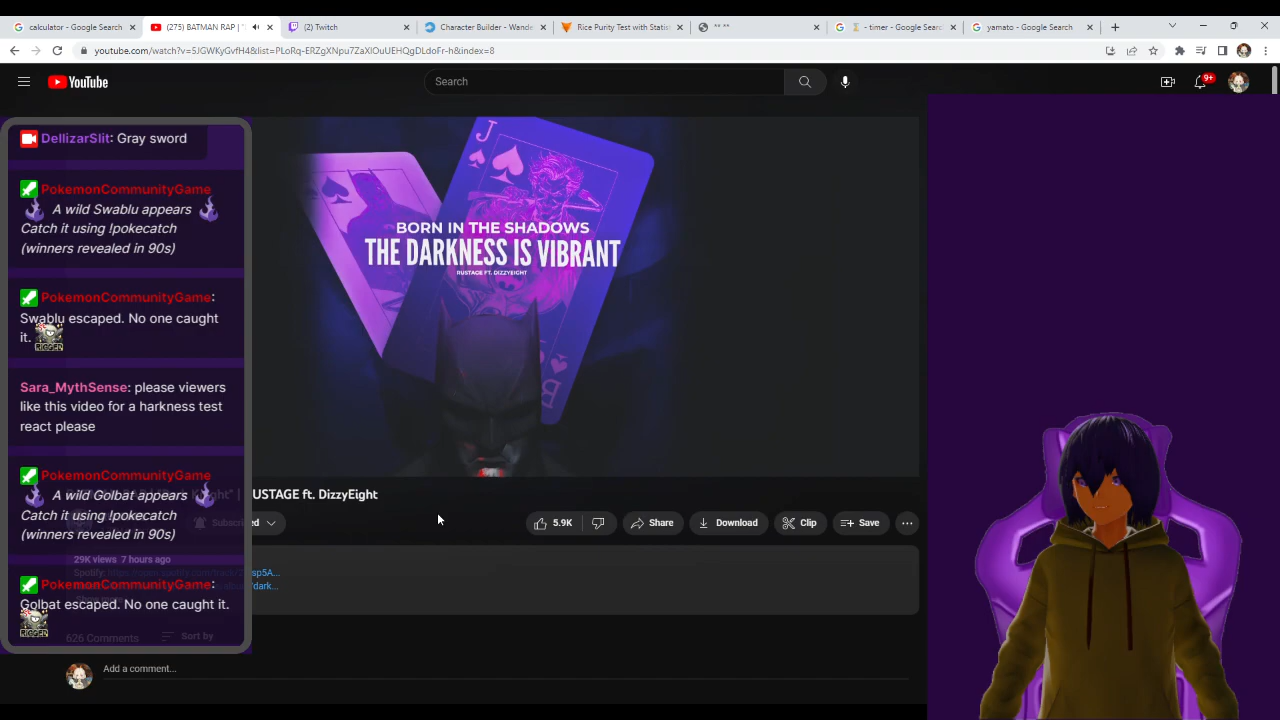 calculator - Google Search
(275) BATMAN RAP | "
(2) Twitch
Character Builder - Wande
Rice Purity Test with Statisti
** **
⌛ - timer - Google Search
yamato - Google Search
youtube.com/watch?v=5JGWKyGvfH4&list=PLoRq-ERZgXNpu7ZaXlOuUEHQgDLdoFr-h&index=8
YouTube
Search
9+
DellizarSlit: Gray sword
PokemonCommunityGame
A wild Swablu appears
Catch it using !pokecatch
(winners revealed in 90s)
PokemonCommunityGame:
Swablu escaped. No one caught
it.
Sara_MythSense: please viewers
like this video for a harkness test
react please
PokemonCommunityGame
A wild Golbat appears
Catch it using !pokecatch
(winners revealed in 90s)
PokemonCommunityGame:
Golbat escaped. No one caught it.
J
BORN IN THE SHADOWS
THE DARKNESS IS VIBRANT
RUSTAGE FT. DIZZYEIGHT
B
USTAGE ft. DizzyEight
Subscribed
5.9K
Share
Download
Clip
Save
29K views 7 hours ago
Spotify:
sp5A...
/dark...
626 Comments
Sort by
Add a comment...